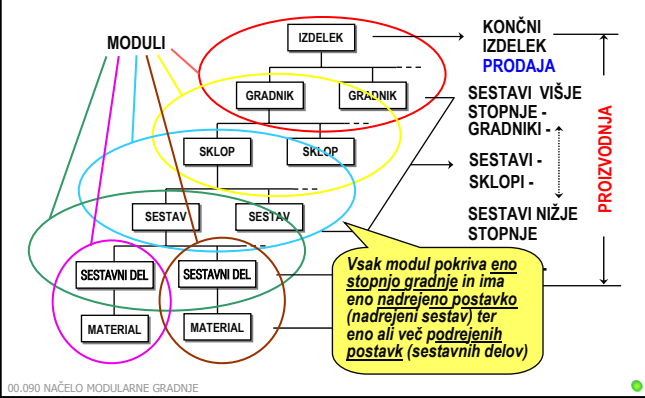 MODULI
IZDELEK
KONČNI
IZDELEK
PRODAJA
GRADNIK
GRADNIK
SESTAVI VIŠJE
STOPNJE -
GRADNIKI -
SKLOP
SKLOP
SESTAVI -
SKLOPI -
PROIZVODNJA
SESTAV
SESTAV
SESTAVI NIŽJE
STOPNJE
SESTAVNI DEL
SESTAVNI DEL
MATERIAL
MATERIAL
Vsak modul pokriva eno
stopnjo gradnje in ima
eno nadrejeno postavko
(nadrejeni sestav) ter
eno ali več podrejenih
postavk (sestavnih delov)
-
00.090 NAČELO MODULARNE GRADNJE